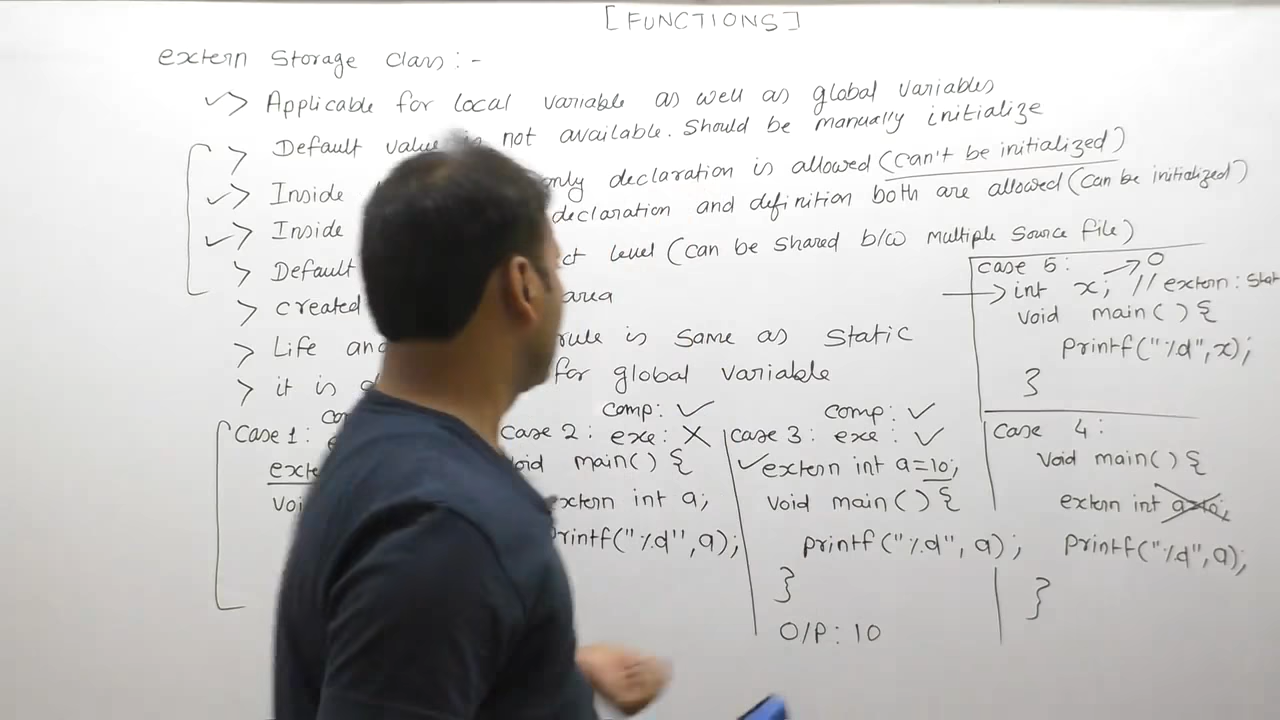 [FUNCTIONS]
extern Storage class:-
> Applicable for local variable as well as global variables
> Default value is not available. Should be manually initialize
> Inside only declaration is allowed (can't be initialized)
> Inside declaration and definition both are allowed (can be initialized)
> Default level (can be shared b/w multiple source file)
> created area
> Life and rule is same as static
> it is for global variable
case 1:
comp: ✓
case 2: exe: X
void main() {
extern int a;
printf("%d", a);
comp: ✓
case 3: exe: ✓
✓ extern int a=10;
void main() {
printf("%d", a);
}
O/P: 10
case 5: 0
int x; // extern:
void main() {
printf("%d", x);
}
case 4:
void main() {
extern int a=10;
printf("%d", a);
}